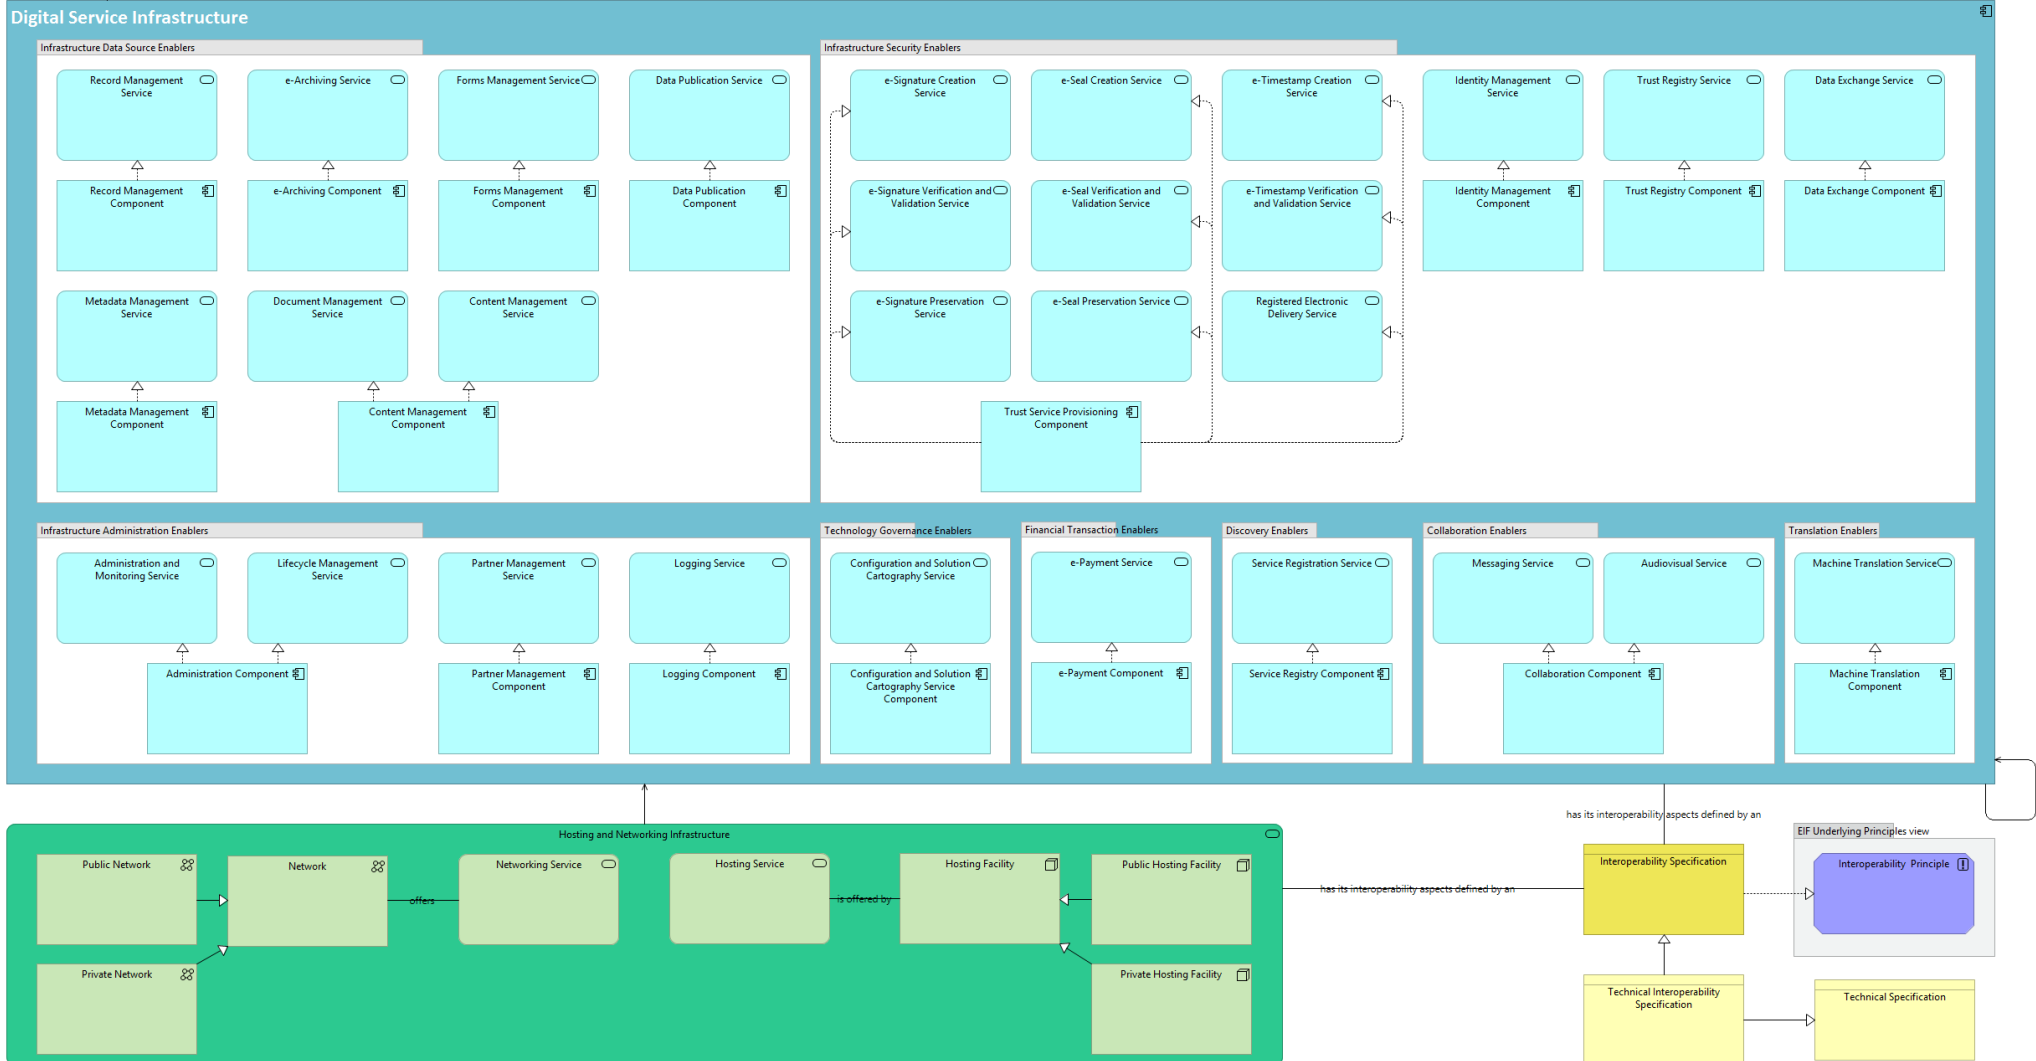 Digital Service Infrastructure
Infrastructure Data Source Enablers
Record Management
Service
e-Archiving Service
Forms Management Service
Data Publication Service
Record Management
Component
e-Archiving Component
Forms Management
Component
Data Publication
Component
Metadata Management
Service
Document Management
Service
Content Management
Service
Metadata Management
Component
Content Management
Component
Infrastructure Security Enablers
e-Signature Creation
Service
e-Seal Creation Service
e-Timestamp Creation
Service
Identity Management
Service
Trust Registry Service
Data Exchange Service
e-Signature Verification and
Validation Service
e-Seal Verification and
Validation Service
e-Timestamp Verification
and Validation Service
Identity Management
Component
Trust Registry Component
Data Exchange Component
e-Signature Preservation
Service
e-Seal Preservation Service
Registered Electronic
Delivery Service
Trust Service Provisioning
Component
Infrastructure Administration Enablers
Administration and
Monitoring Service
Lifecycle Management
Service
Partner Management
Service
Logging Service
Administration Component
Partner Management
Component
Logging Component
Technology Governance Enablers
Configuration and Solution
Cartography Service
Configuration and Solution
Cartography Service
Component
Financial Transaction Enablers
e-Payment Service
e-Payment Component
Discovery Enablers
Service Registration Service
Service Registry Component
Collaboration Enablers
Messaging Service
Audiovisual Service
Collaboration Component
Translation Enablers
Machine Translation Service
Machine Translation
Component
Hosting and Networking Infrastructure
Public Network
Network
offers
Networking Service
Hosting Service
is offered by
Hosting Facility
Public Hosting Facility
Private Network
Private Hosting Facility
has its interoperability aspects defined by an
has its interoperability aspects defined by an
Interoperability Specification
EIF Underlying Principles view
Interoperability Principle
Technical Interoperability
Specification
Technical Specification